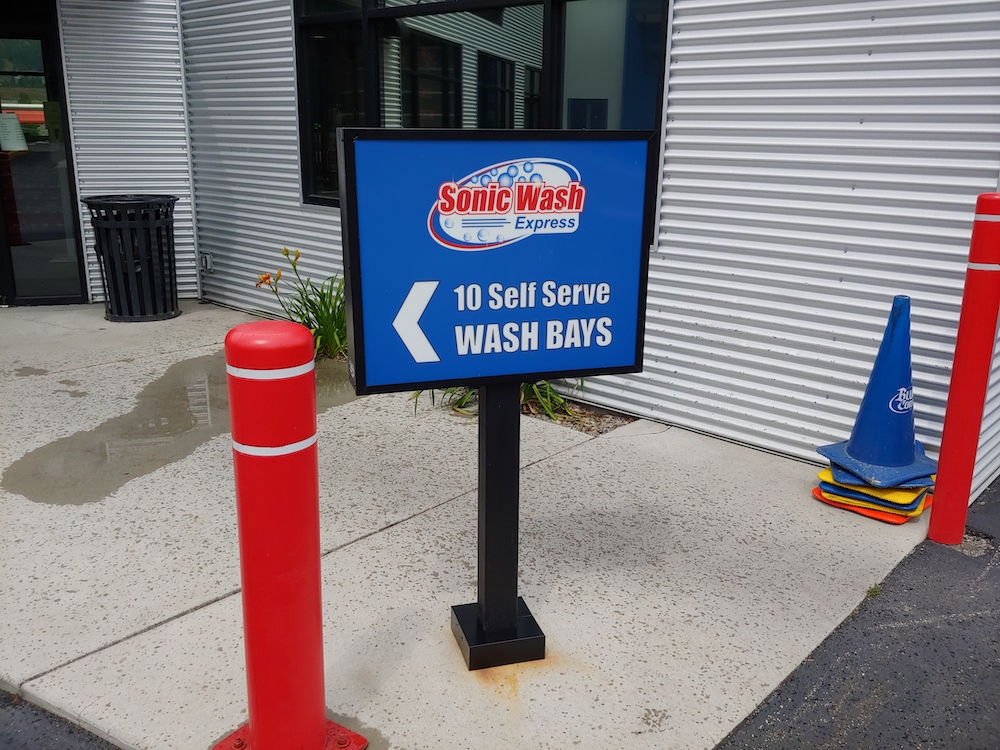 Sonic Wash
Express
10 Self Serve
WASH BAYS